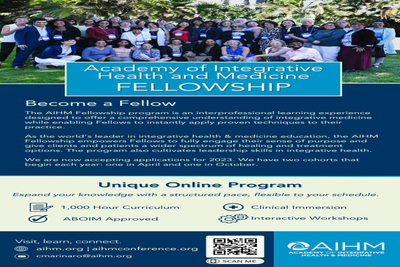 Academy of Integrative
Health and Medicine
FELLOWSHIP
Become a Fellow
The AIHM Fellowship program is an interprofessional learning experience
designed to offer a comprehensive understanding of integrative medicine
while enabling Fellows to instantly apply proven techniques to their
practice.
As the world's leader in integrative health & medicine education, the AIHM
Fellowship empowers Fellows to fully engage their sense of purpose and
give clients and patients a wider spectrum of healing and treatment
options. The program also cultivates leadership skills in integrative health.
We are now accepting applications for 2023. We have two cohorts that
begin each year: one in April and one in October.
Unique Online Program
Expand your knowledge with a structured pace, flexible to your schedule.
1,000 Hour Curriculum
Clinical Immersion
ABOIM Approved
Interactive Workshops
Visit, learn, connect.
aihm.org | aihmconference.org
cmarinaro@aihm.org
SCAN ME
AIHM
ACADEMY OF INTEGRATIVE
HEALTH & MEDICINE